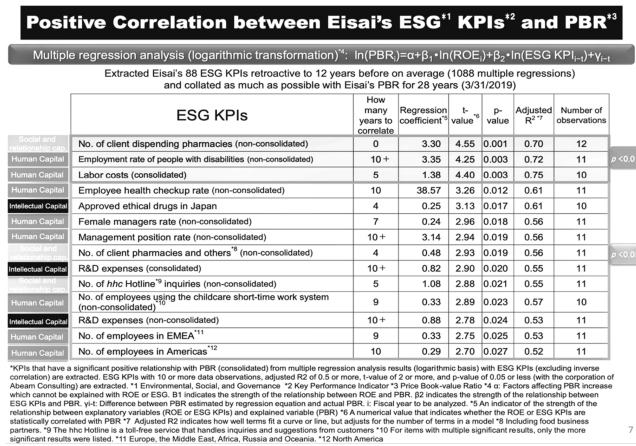 Positive Correlation between Eisai's ESG*1 KPIs*2 and PBR*3
Multiple regression analysis (logarithmic transformation)*4: ln(PBRi)=α+β1•ln(ROEi)+β2•ln(ESG KPIi−t)+γi−t
Extracted Eisai's 88 ESG KPIs retroactive to 12 years before on average (1088 multiple regressions)
and collated as much as possible with Eisai's PBR for 28 years (3/31/2019)
ESG KPIs How many years to correlate Regression coefficient*5 t-value*6 p-value Adjusted R2 *7 Number of observations
Social and relationship cap. No. of client dispending pharmacies (non-consolidated) 0 3.30 4.55 0.001 0.70 12
Human Capital Employment rate of people with disabilities (non-consolidated) 10+ 3.35 4.25 0.003 0.72 11 p <0.0
Human Capital Labor costs (consolidated) 5 1.38 4.40 0.003 0.75 10
Human Capital Employee health checkup rate (non-consolidated) 10 38.57 3.26 0.012 0.61 11
Intellectual Capital Approved ethical drugs in Japan 4 0.25 3.13 0.017 0.61 10
Human Capital Female managers rate (non-consolidated) 7 0.24 2.96 0.018 0.56 11
Human Capital Management position rate (non-consolidated) 10+ 3.14 2.94 0.019 0.56 11
Social and relationship cap. No. of client pharmacies and others*8 (non-consolidated) 4 0.48 2.93 0.019 0.56 11 p <0.0
Intellectual Capital R&D expenses (consolidated) 10+ 0.82 2.90 0.020 0.55 11
Social and relationship cap. No. of hhc Hotline*9 inquiries (non-consolidated) 5 1.08 2.88 0.021 0.55 11
Human Capital No. of employees using the childcare short-time work system (non-consolidated)*10 9 0.33 2.89 0.023 0.57 10
Intellectual Capital R&D expenses (non-consolidated) 10+ 0.88 2.78 0.024 0.53 11
Human Capital No. of employees in EMEA*11 9 0.33 2.75 0.025 0.53 11
Human Capital No. of employees in Americas*12 10 0.29 2.70 0.027 0.52 11
*KPIs that have a significant positive relationship with PBR (consolidated) from multiple regression analysis results (logarithmic basis) with ESG KPIs (excluding inverse
correlation) are extracted. ESG KPIs with 10 or more data observations, adjusted R2 of 0.5 or more, t-value of 2 or more, and p-value of 0.05 or less (with the corporation of
Abeam Consulting) are extracted. *1 Environmental, Social, and Governance *2 Key Performance Indicator *3 Price Book-value Ratio *4 α: Factors affecting PBR increase
which cannot be explained with ROE or ESG. B1 indicates the strength of the relationship between ROE and PBR. β2 indicates the strength of the relationship between
ESG KPIs and PBR. yi-t: Difference between PBR estimated by regression equation and actual PBR. i: Fiscal year to be analyzed. *5 An indicator of the strength of the
relationship between explanatory variables (ROE or ESG KPIs) and explained variable (PBR) *6 A numerical value that indicates whether the ROE or ESG KPIs are
statistically correlated with PBR *7 Adjusted R2 indicates how well terms fit a curve or line, but adjusts for the number of terms in a model *8 Including food business
partners. *9 The hhc Hotline is a toll-free service that handles inquiries and suggestions from customers *10 For items with multiple significant results, only the more
significant results were listed. *11 Europe, the Middle East, Africa, Russia and Oceania. *12 North America
7